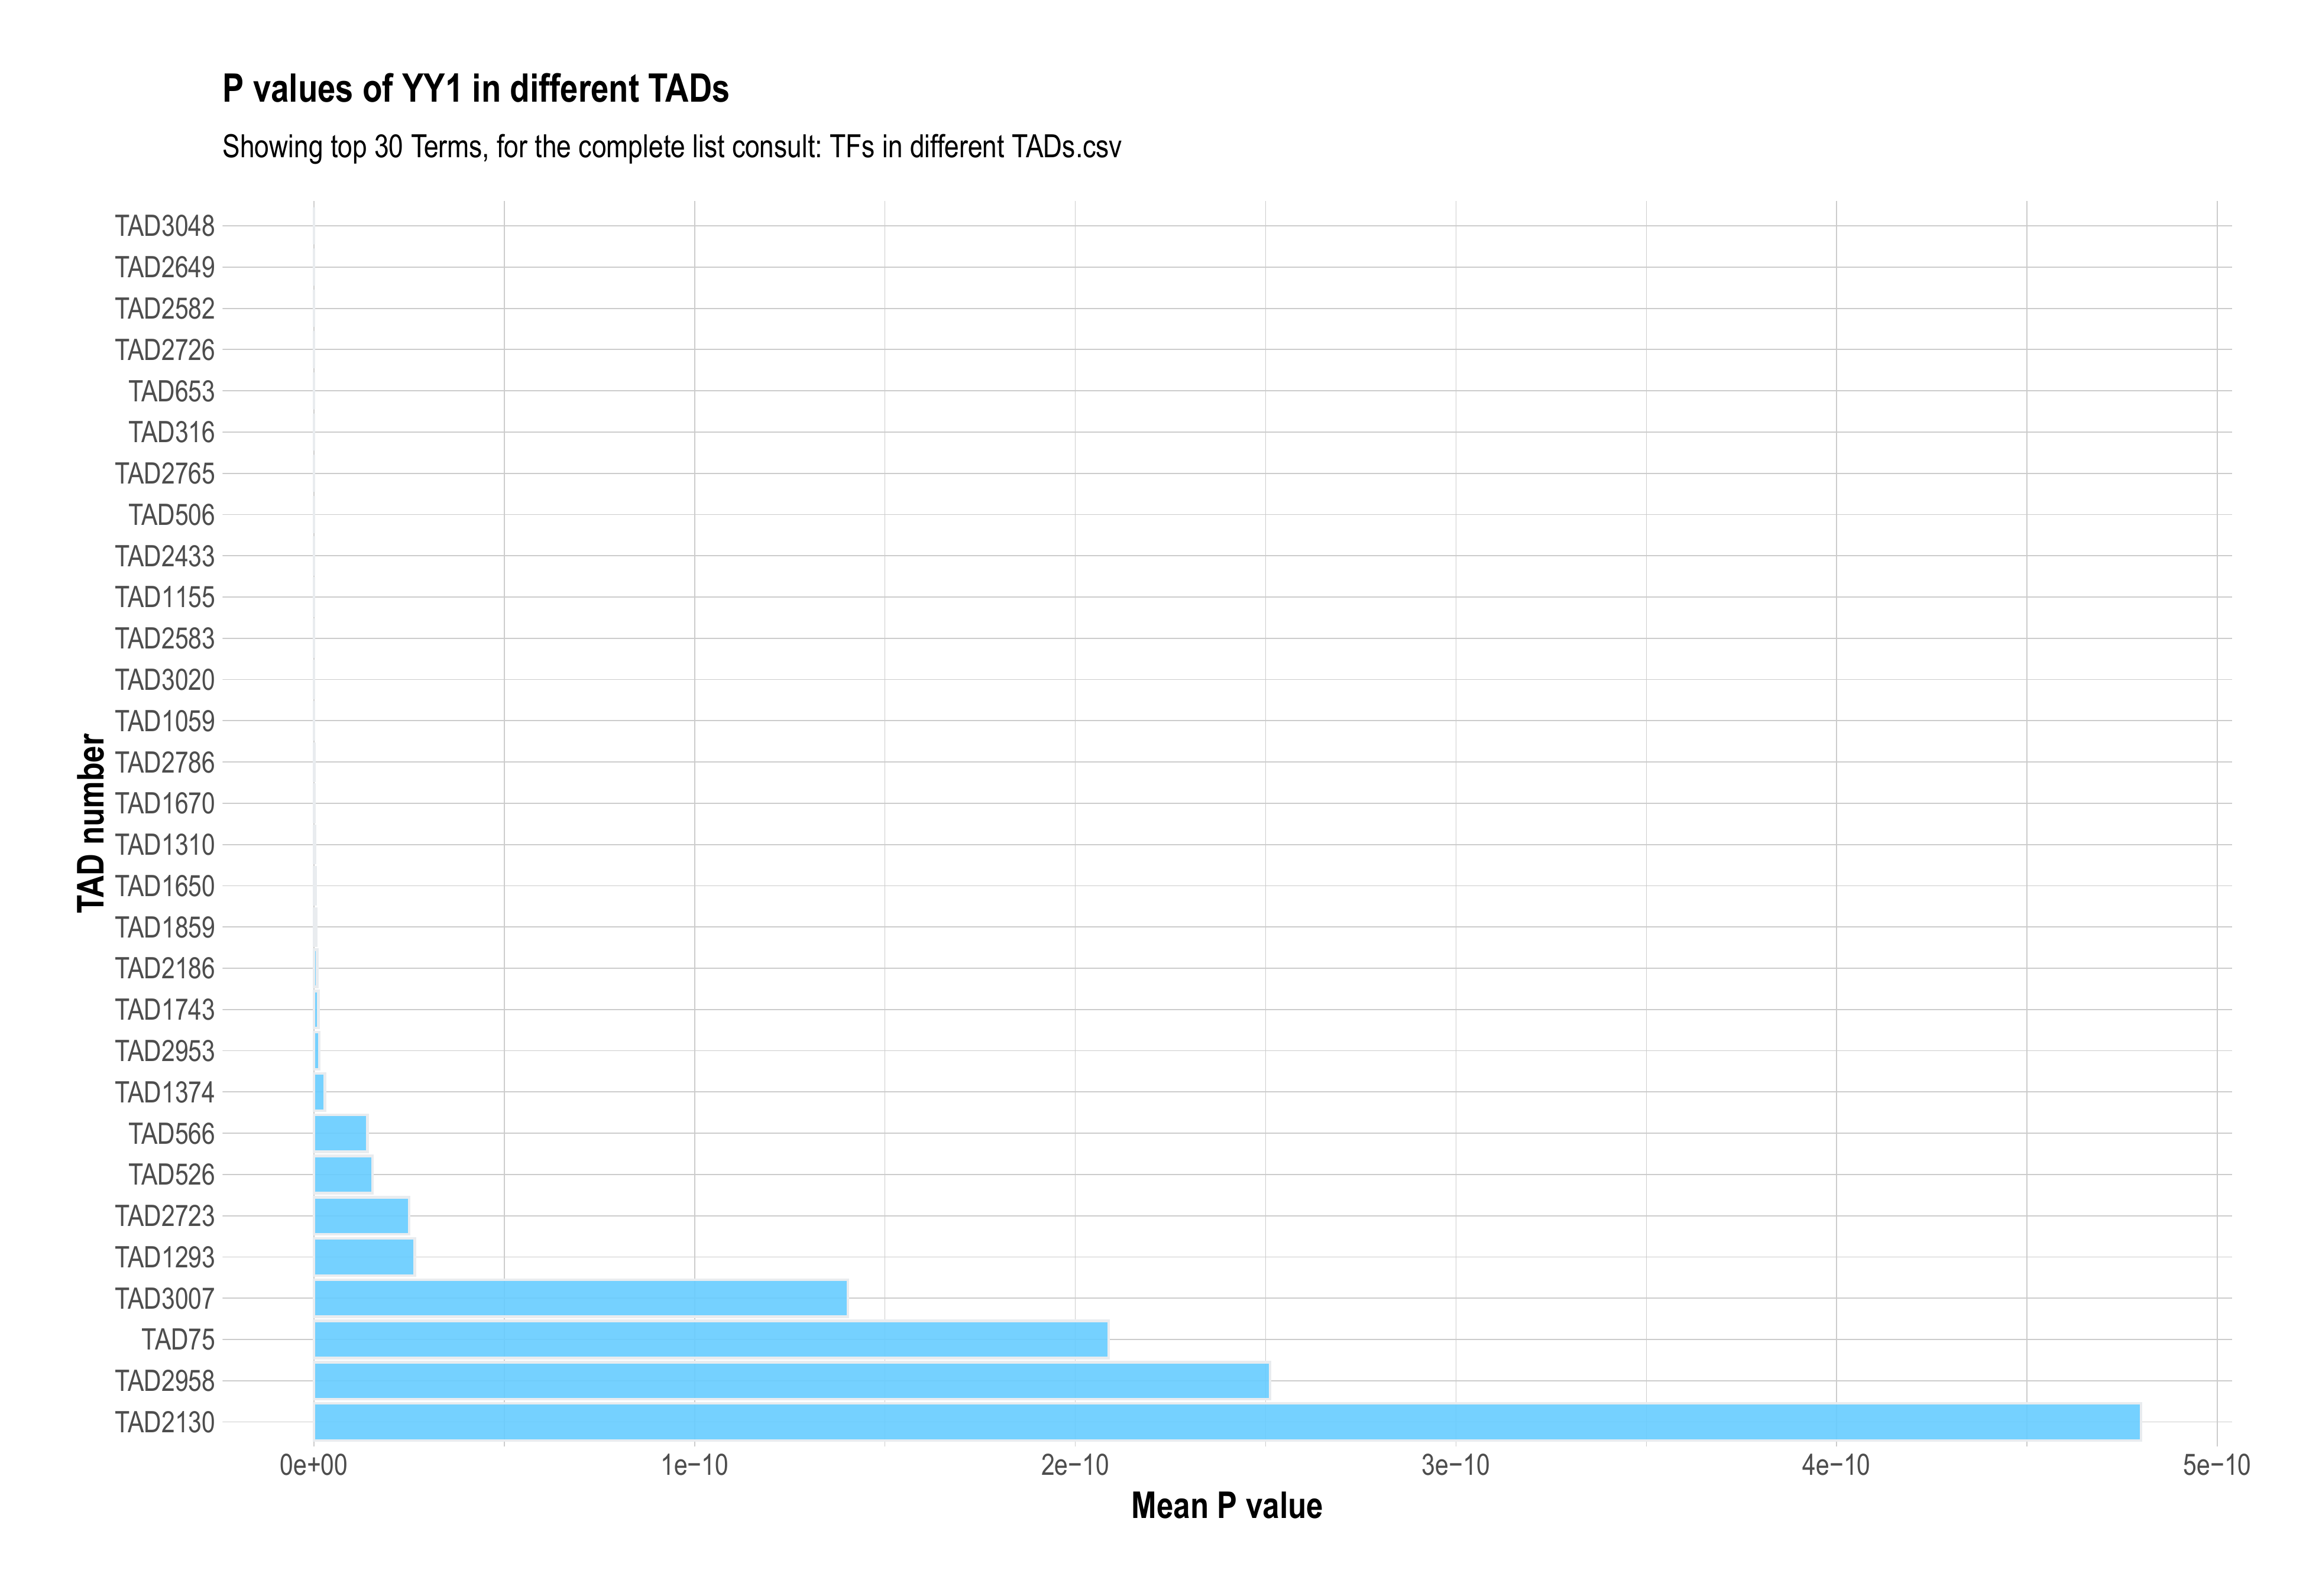 P values of YY1 in different TADs
Showing top 30 Terms, for the complete list consult: TFs in different TADs.csv
TAD number
TAD3048
TAD2649
TAD2582
TAD2726
TAD653
TAD316
TAD2765
TAD506
TAD2433
TAD1155
TAD2583
TAD3020
TAD1059
TAD2786
TAD1670
TAD1310
TAD1650
TAD1859
TAD2186
TAD1743
TAD2953
TAD1374
TAD566
TAD526
TAD2723
TAD1293
TAD3007
TAD75
TAD2958
TAD2130
0e+00 1e−10 2e−10 3e−10 4e−10 5e−10
Mean P value